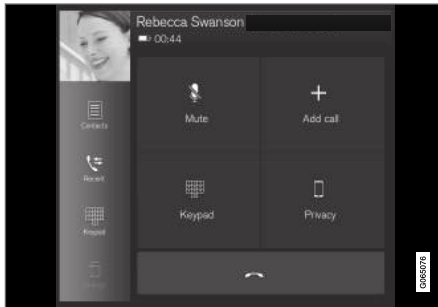 Rebecca Swanson
00:44
Mute
Add call
Contacts
Recent
Keypad
Privacy
Keypad
G065076